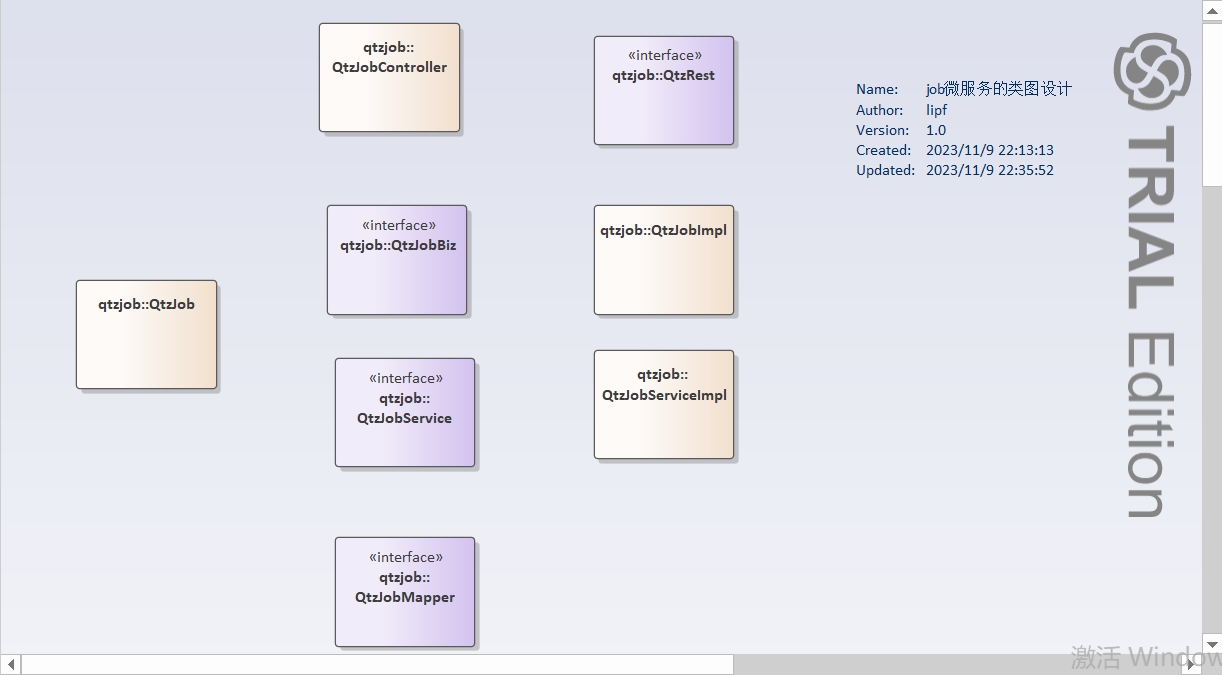 qtzjob::
QtzJobController
«interface»
qtzjob::QtzRest
Name: job微服务的类图设计
Author: lipf
Version: 1.0
Created: 2023/11/9 22:13:13
Updated: 2023/11/9 22:35:52
TRIAL Edition
«interface»
qtzjob::QtzJobBiz
qtzjob::QtzJobImpl
qtzjob::QtzJob
«interface»
qtzjob::
QtzJobService
qtzjob::
QtzJobServiceImpl
«interface»
qtzjob::
QtzJobMapper
激活 Window